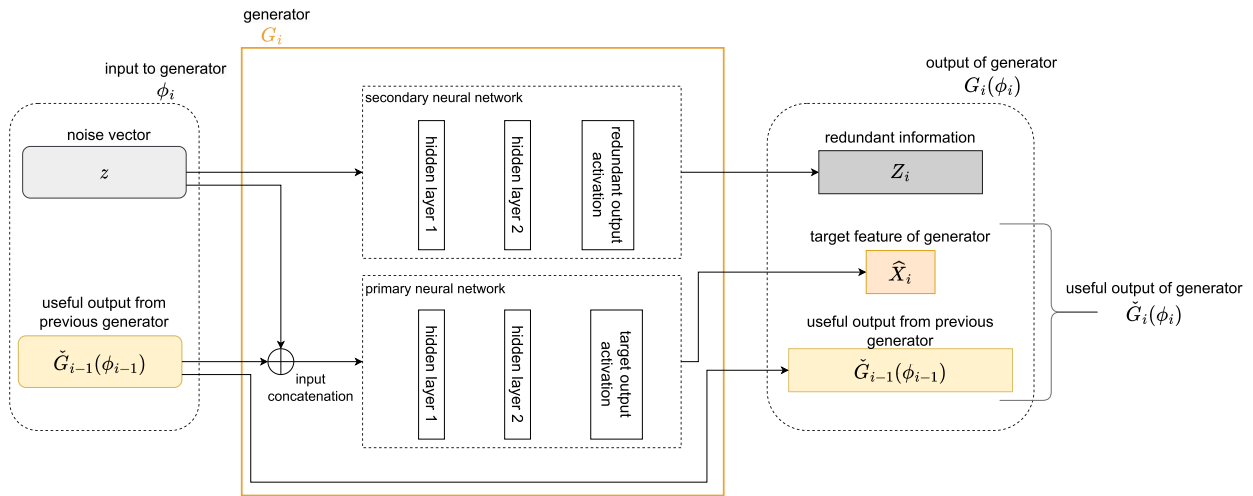 generator
G_i
input to generator
ϕ_i
noise vector
z
useful output from
previous generator
Ǧ_{i−1}(ϕ_{i−1})
input
concatenation
secondary neural network
hidden layer 1
hidden layer 2
redundant output
activation
primary neural network
hidden layer 1
hidden layer 2
target output
activation
output of generator
G_i(ϕ_i)
redundant information
Z_i
target feature of generator
X̂_i
useful output from previous
generator
Ǧ_{i−1}(ϕ_{i−1})
useful output of generator
Ǧ_i(ϕ_i)